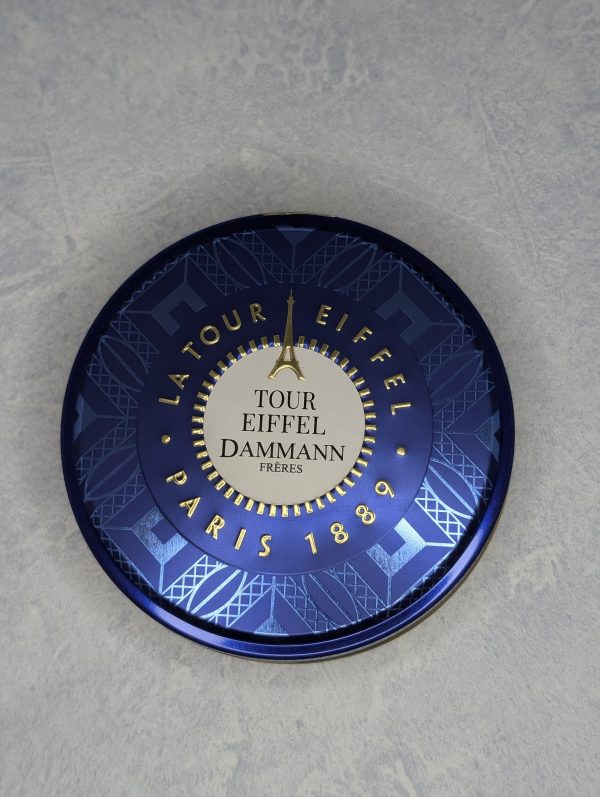 LA TOUR EIFFEL
TOUR
EIFFEL
DAMMANN
FRÈRES
• PARIS 1889 •